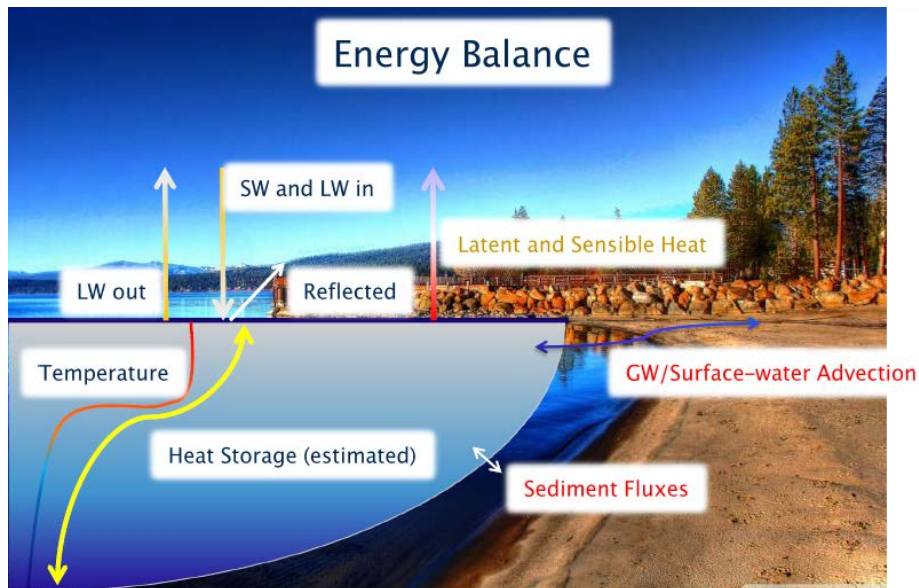 Energy Balance
SW and LW in
Latent and Sensible Heat
LW out
Reflected
Temperature
GW/Surface-water Advection
Heat Storage (estimated)
Sediment Fluxes